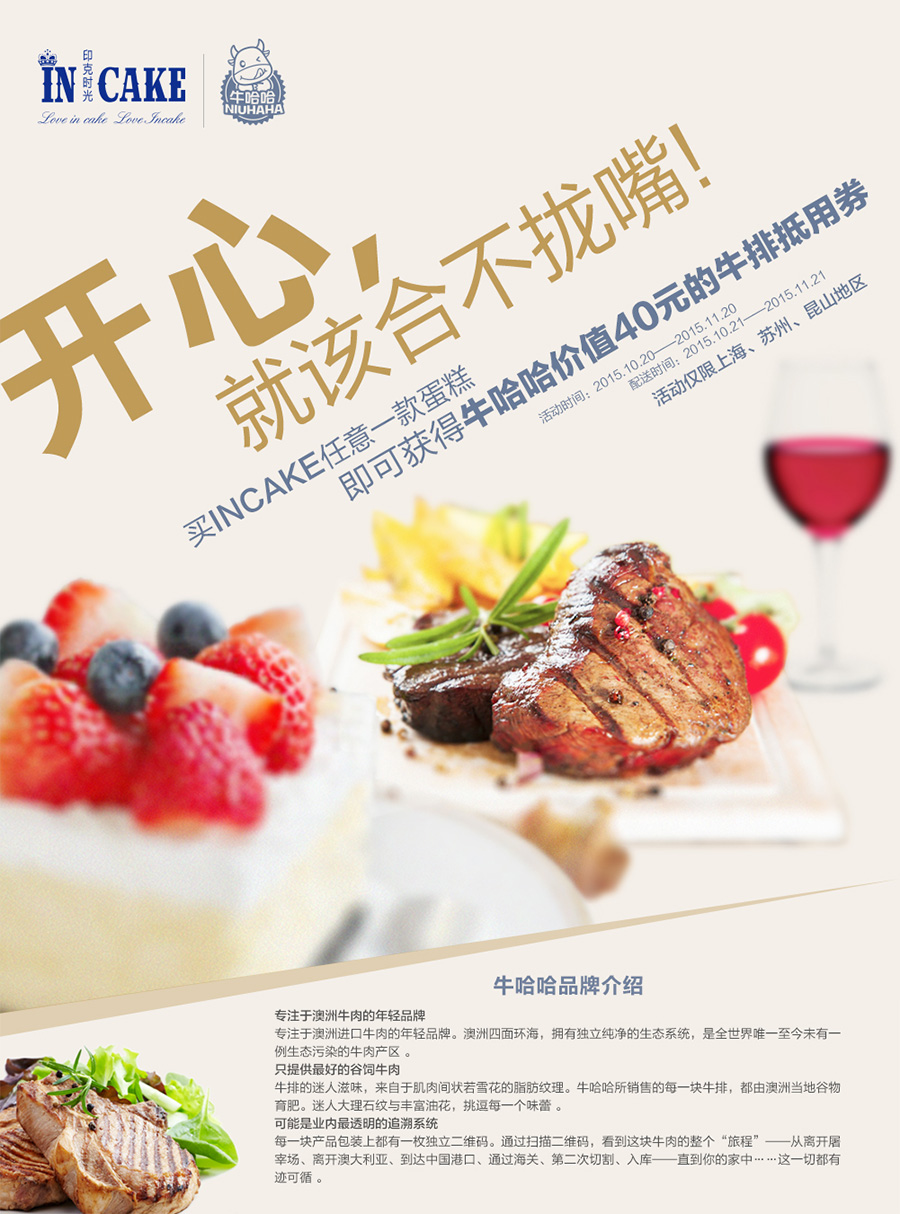 IN CAKE
印克时光
Love in cake Love Incake
牛哈哈
NIUHAHA
开心，
就该合不拢嘴！
买INCAKE任意一款蛋糕
即可获得牛哈哈价值40元的牛排抵用券
活动时间：2015.10.20——2015.11.20
配送时间：2015.10.21——2015.11.21
活动仅限上海、苏州、昆山地区
牛哈哈品牌介绍
专注于澳洲牛肉的年轻品牌
专注于澳洲进口牛肉的年轻品牌。澳洲四面环海，拥有独立纯净的生态系统，是全世界唯一至今未有一
例生态污染的牛肉产区 。
只提供最好的谷饲牛肉
牛排的迷人滋味，来自于肌肉间状若雪花的脂肪纹理。牛哈哈所销售的每一块牛排，都由澳洲当地谷物
育肥。迷人大理石纹与丰富油花，挑逗每一个味蕾 。
可能是业内最透明的追溯系统
每一块产品包装上都有一枚独立二维码。通过扫描二维码，看到这块牛肉的整个“旅程”——从离开屠
宰场、离开澳大利亚、到达中国港口、通过海关、第二次切割、入库——直到你的家中……这一切都有
迹可循 。